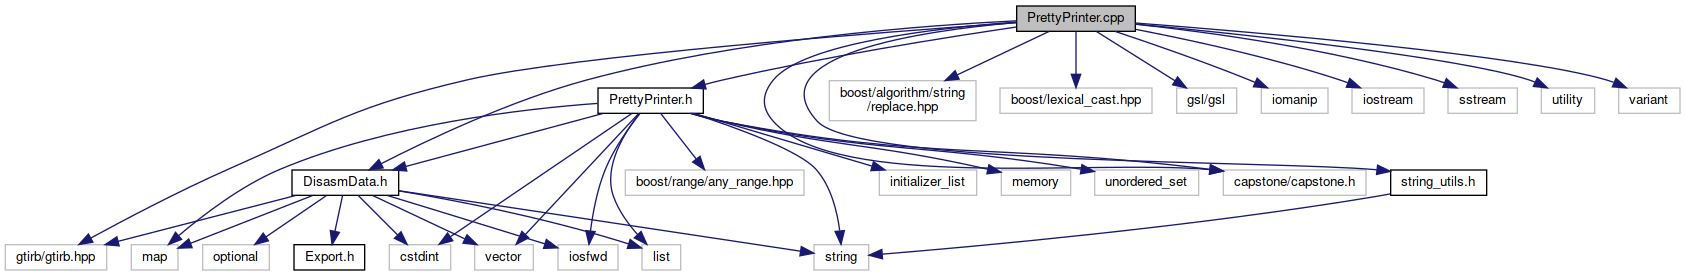 PrettyPrinter.cpp
PrettyPrinter.h
boost/algorithm/string
/replace.hpp
boost/lexical_cast.hpp
gsl/gsl
iomanip
iostream
sstream
utility
variant
DisasmData.h
boost/range/any_range.hpp
initializer_list
memory
unordered_set
capstone/capstone.h
string_utils.h
gtirb/gtirb.hpp
map
optional
Export.h
cstdint
vector
iosfwd
list
string